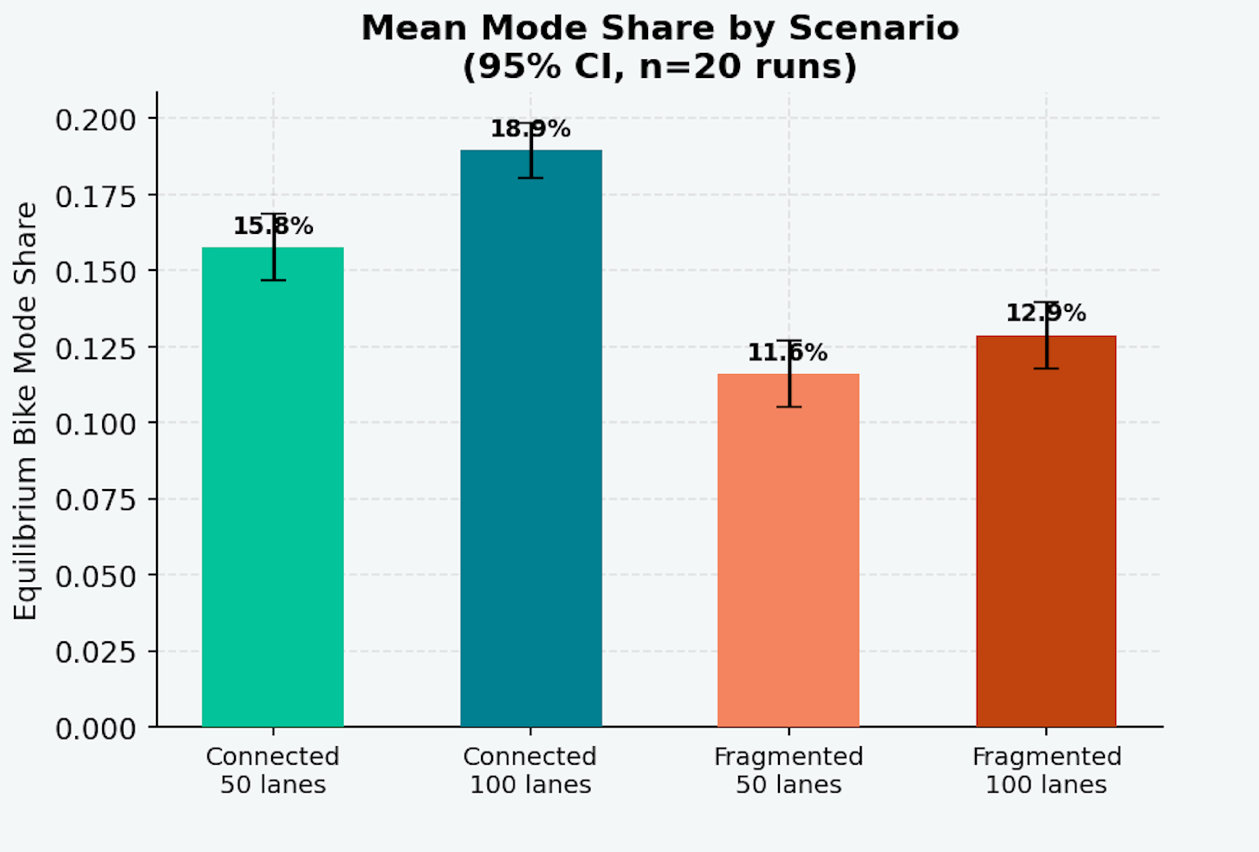 Mean Mode Share by Scenario
(95% CI, n=20 runs)
Equilibrium Bike Mode Share
0.200
0.175
0.150
0.125
0.100
0.075
0.050
0.025
0.000
15.8%
18.9%
11.6%
12.9%
Connected
50 lanes
Connected
100 lanes
Fragmented
50 lanes
Fragmented
100 lanes